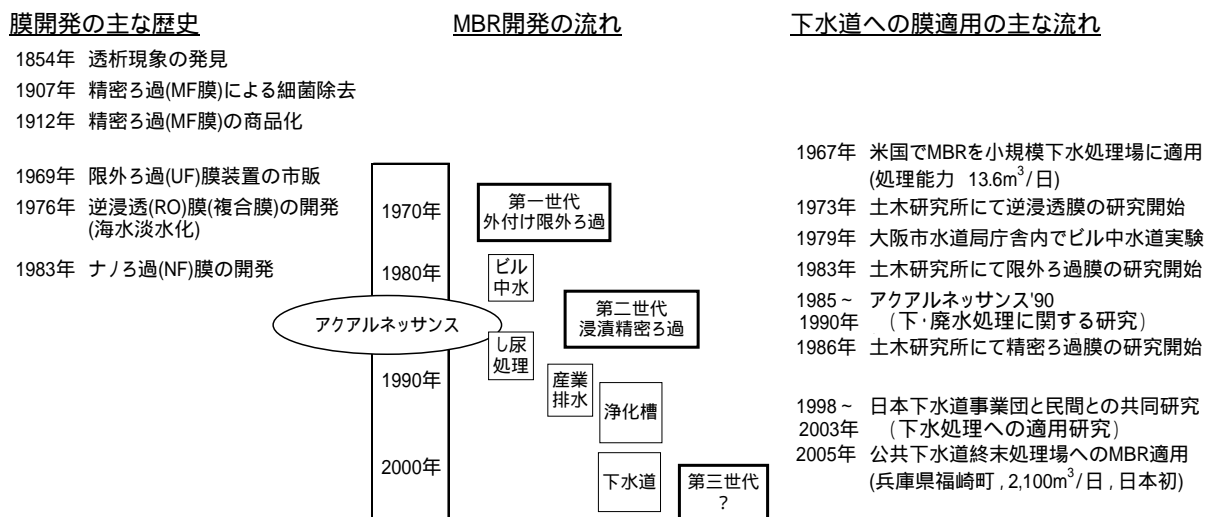 膜開発の主な歴史
1854年 透析現象の発見
1907年 精密ろ過(MF膜)による細菌除去
1912年 精密ろ過(MF膜)の商品化
1969年 限外ろ過(UF)膜装置の市販
1976年 逆浸透(RO)膜(複合膜)の開発
(海水淡水化)
1983年 ナノろ過(NF)膜の開発
MBR開発の流れ
1970年
1980年
アクアルネッサンス
1990年
2000年
第一世代
外付け限外ろ過
ビル
中水
第二世代
浸漬精密ろ過
し尿
処理
産業
排水
浄化槽
下水道
第三世代
?
下水道への膜適用の主な流れ
1967年 米国でMBRを小規模下水処理場に適用
(処理能力 13.6m³/日)
1973年 土木研究所にて逆浸透膜の研究開始
1979年 大阪市水道局庁舎内でビル中水道実験
1983年 土木研究所にて限外ろ過膜の研究開始
1985~ アクアルネッサンス'90
1990年 (下・廃水処理に関する研究)
1986年 土木研究所にて精密ろ過膜の研究開始
1998~ 日本下水道事業団と民間との共同研究
2003年 (下水処理への適用研究)
2005年 公共下水道終末処理場へのMBR適用
(兵庫県福崎町,2,100m³/日,日本初)